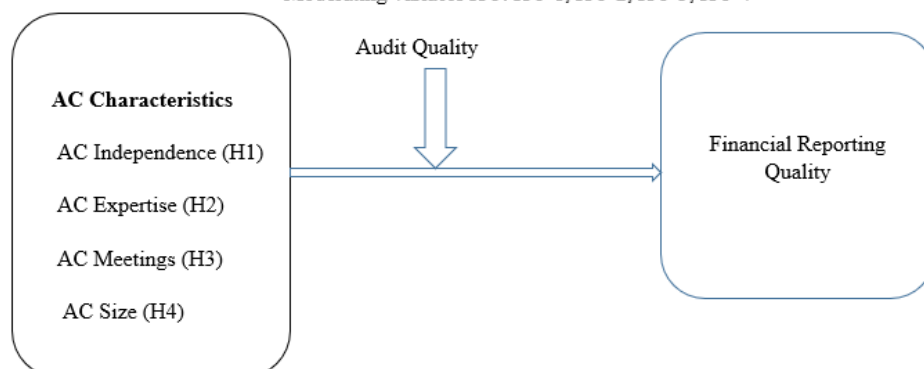 Audit Quality
AC Characteristics
AC Independence (H1)
AC Expertise (H2)
AC Meetings (H3)
AC Size (H4)
Financial Reporting
Quality